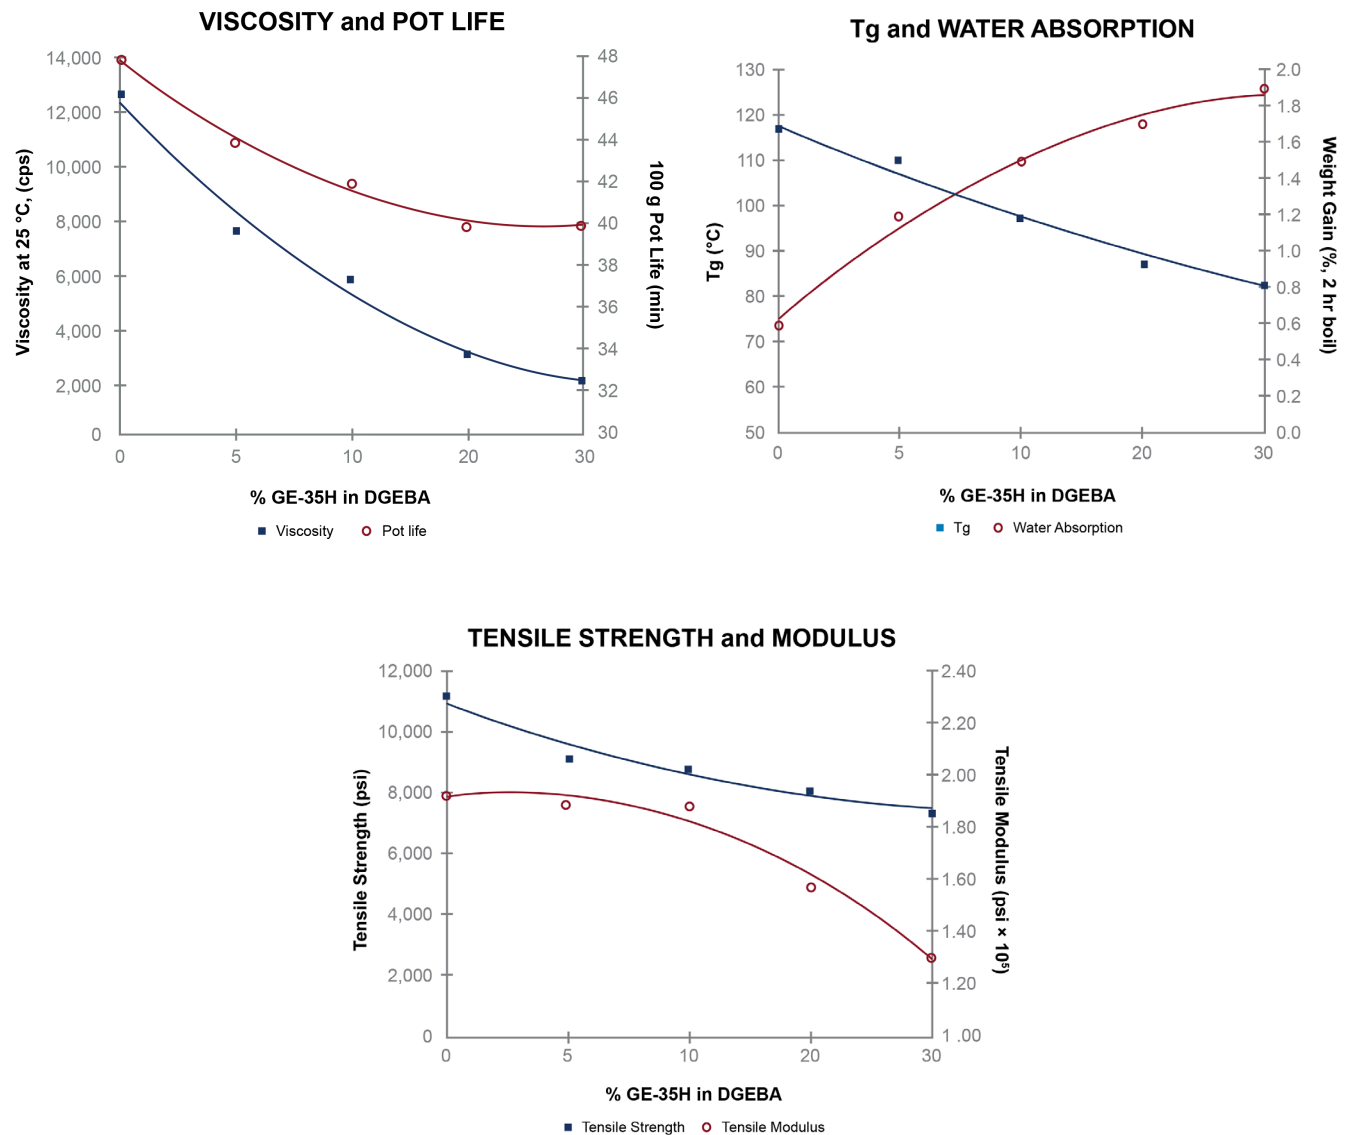 VISCOSITY and POT LIFE
Viscosity at 25 °C, (cps)
14,000
12,000
10,000
8,000
6,000
4,000
2,000
0
48
46
44
42
40
38
36
34
32
30
100 g Pot Life (min)
0 5 10 20 30
% GE-35H in DGEBA
Viscosity Pot life
Tg and WATER ABSORPTION
Tg (°C)
130
120
110
100
90
80
70
60
50
2.0
1.8
1.6
1.4
1.2
1.0
0.8
0.6
0.4
0.2
0.0
Weight Gain (%, 2 hr boil)
0 5 10 20 30
% GE-35H in DGEBA
Tg Water Absorption
TENSILE STRENGTH and MODULUS
Tensile Strength (psi)
12,000
10,000
8,000
6,000
4,000
2,000
0
2.40
2.20
2.00
1.80
1.60
1.40
1.20
1.00
Tensile Modulus (psi × 10⁵)
0 5 10 20 30
% GE-35H in DGEBA
Tensile Strength Tensile Modulus